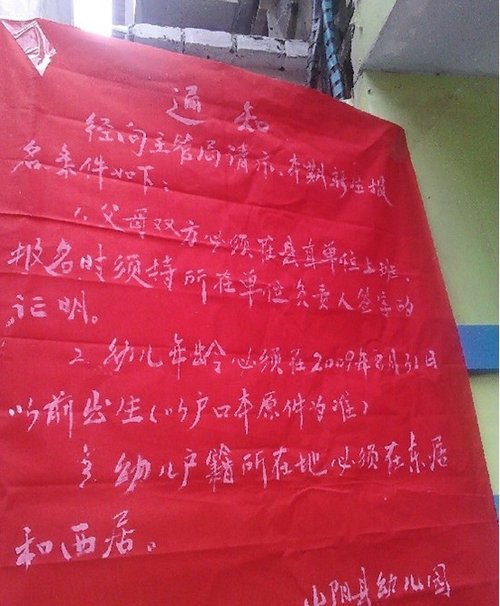 通知
经向主管局请示,本期新生报
名条件如下:
1. 父母双方必须在县直单位上班,
报名时须持所在单位负责人签字的
证明。
2. 幼儿年龄必须在2009年8月31日
以前出生(以户口本原件为准)
3. 幼儿户籍所在地必须在东居
和西居。
山阳县幼儿园